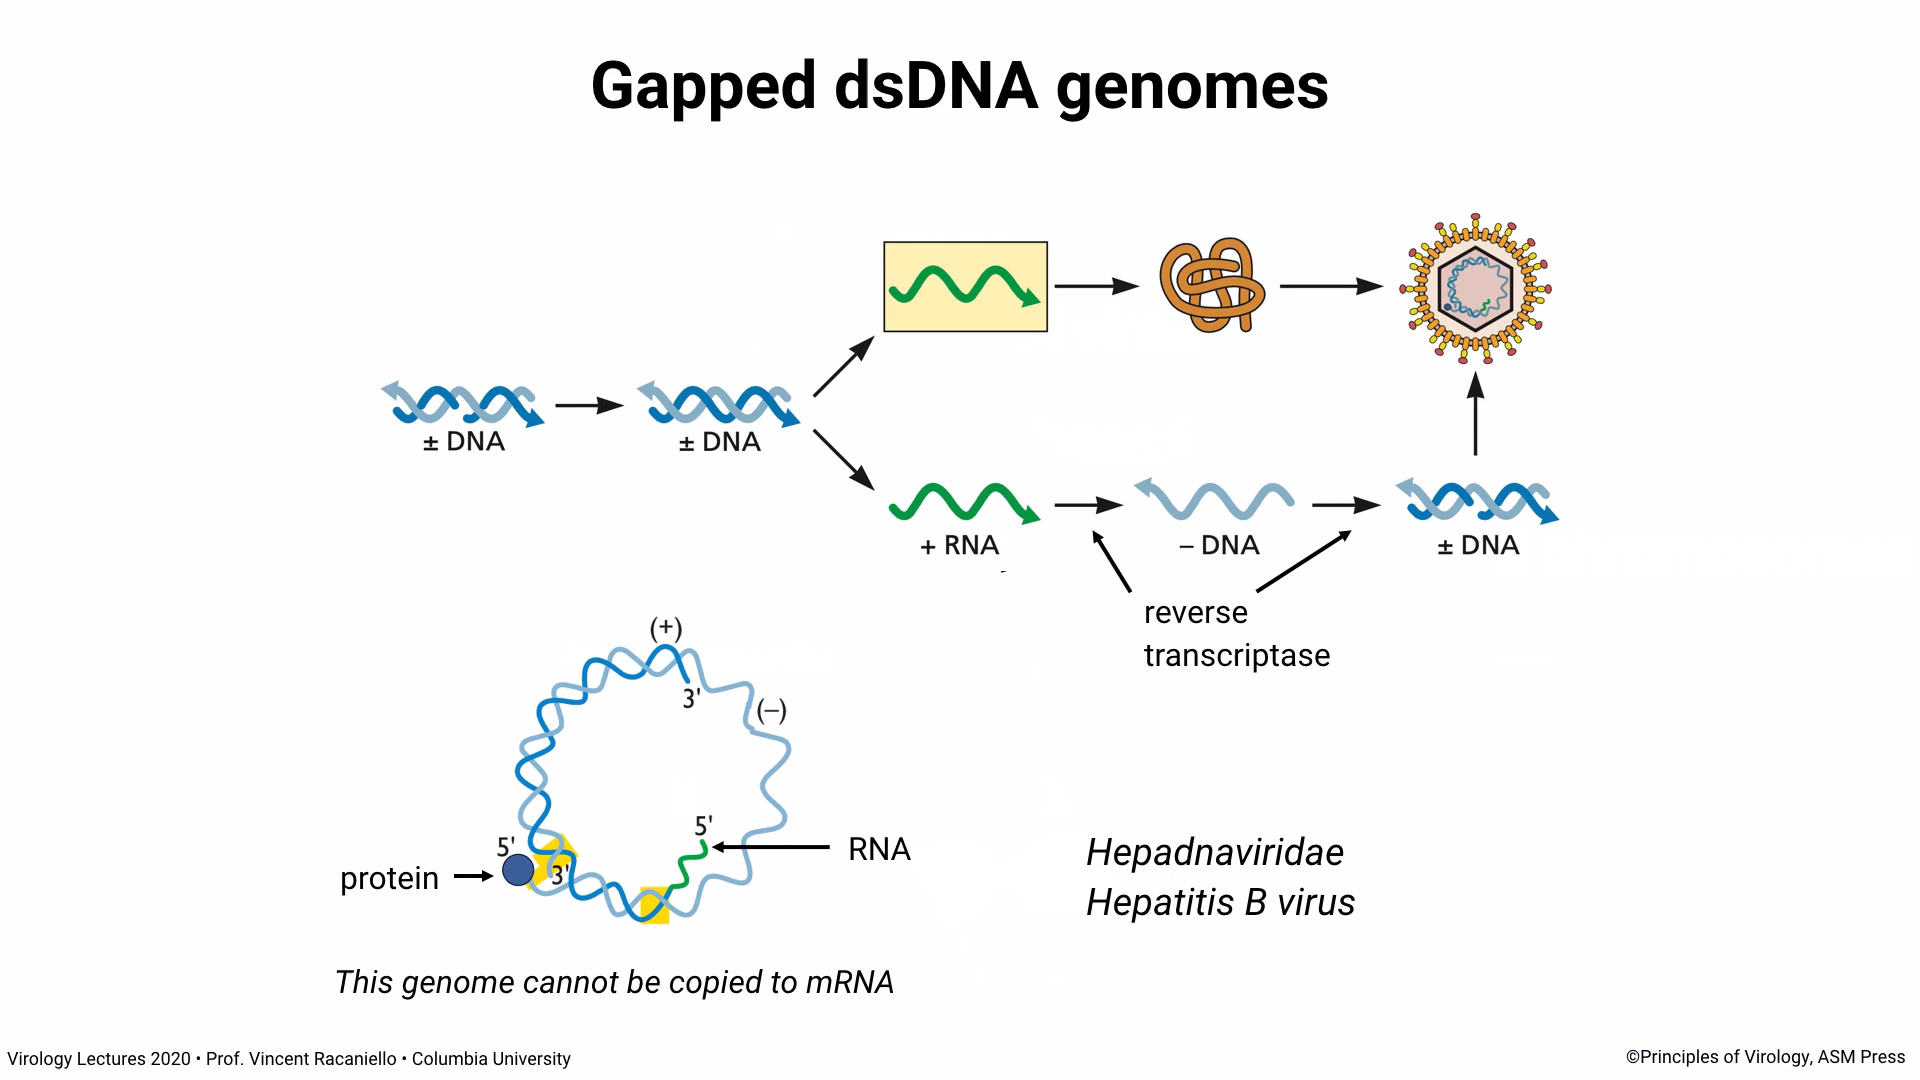 Gapped dsDNA genomes
± DNA
± DNA
+ RNA
– DNA
± DNA
reverse
transcriptase
(+)
3'
(–)
5'
5'
RNA
3'
protein
Hepadnaviridae
Hepatitis B virus
This genome cannot be copied to mRNA
Virology Lectures 2020 • Prof. Vincent Racaniello • Columbia University
©Principles of Virology, ASM Press